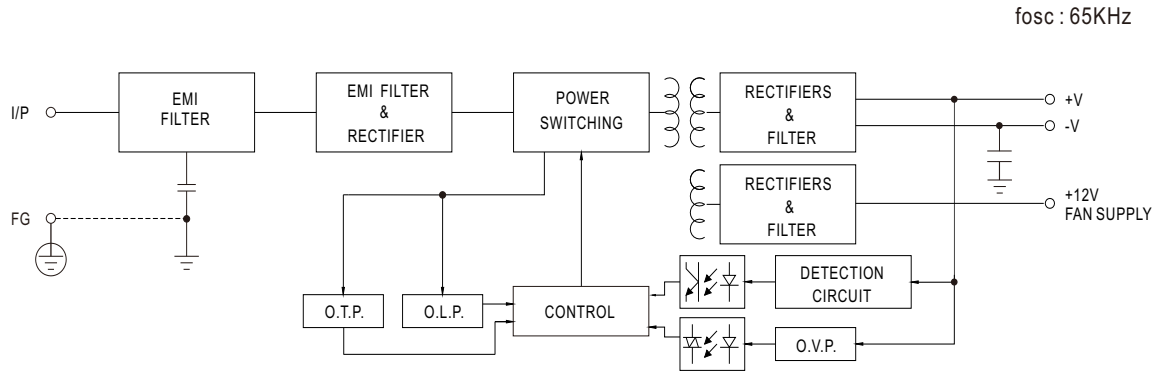 fosc : 65KHz
I/P
EMI
FILTER
EMI FILTER
&
RECTIFIER
POWER
SWITCHING
RECTIFIERS
&
FILTER
+V
-V
RECTIFIERS
&
FILTER
+12V
FAN SUPPLY
FG
DETECTION
CIRCUIT
O.T.P.
O.L.P.
CONTROL
O.V.P.